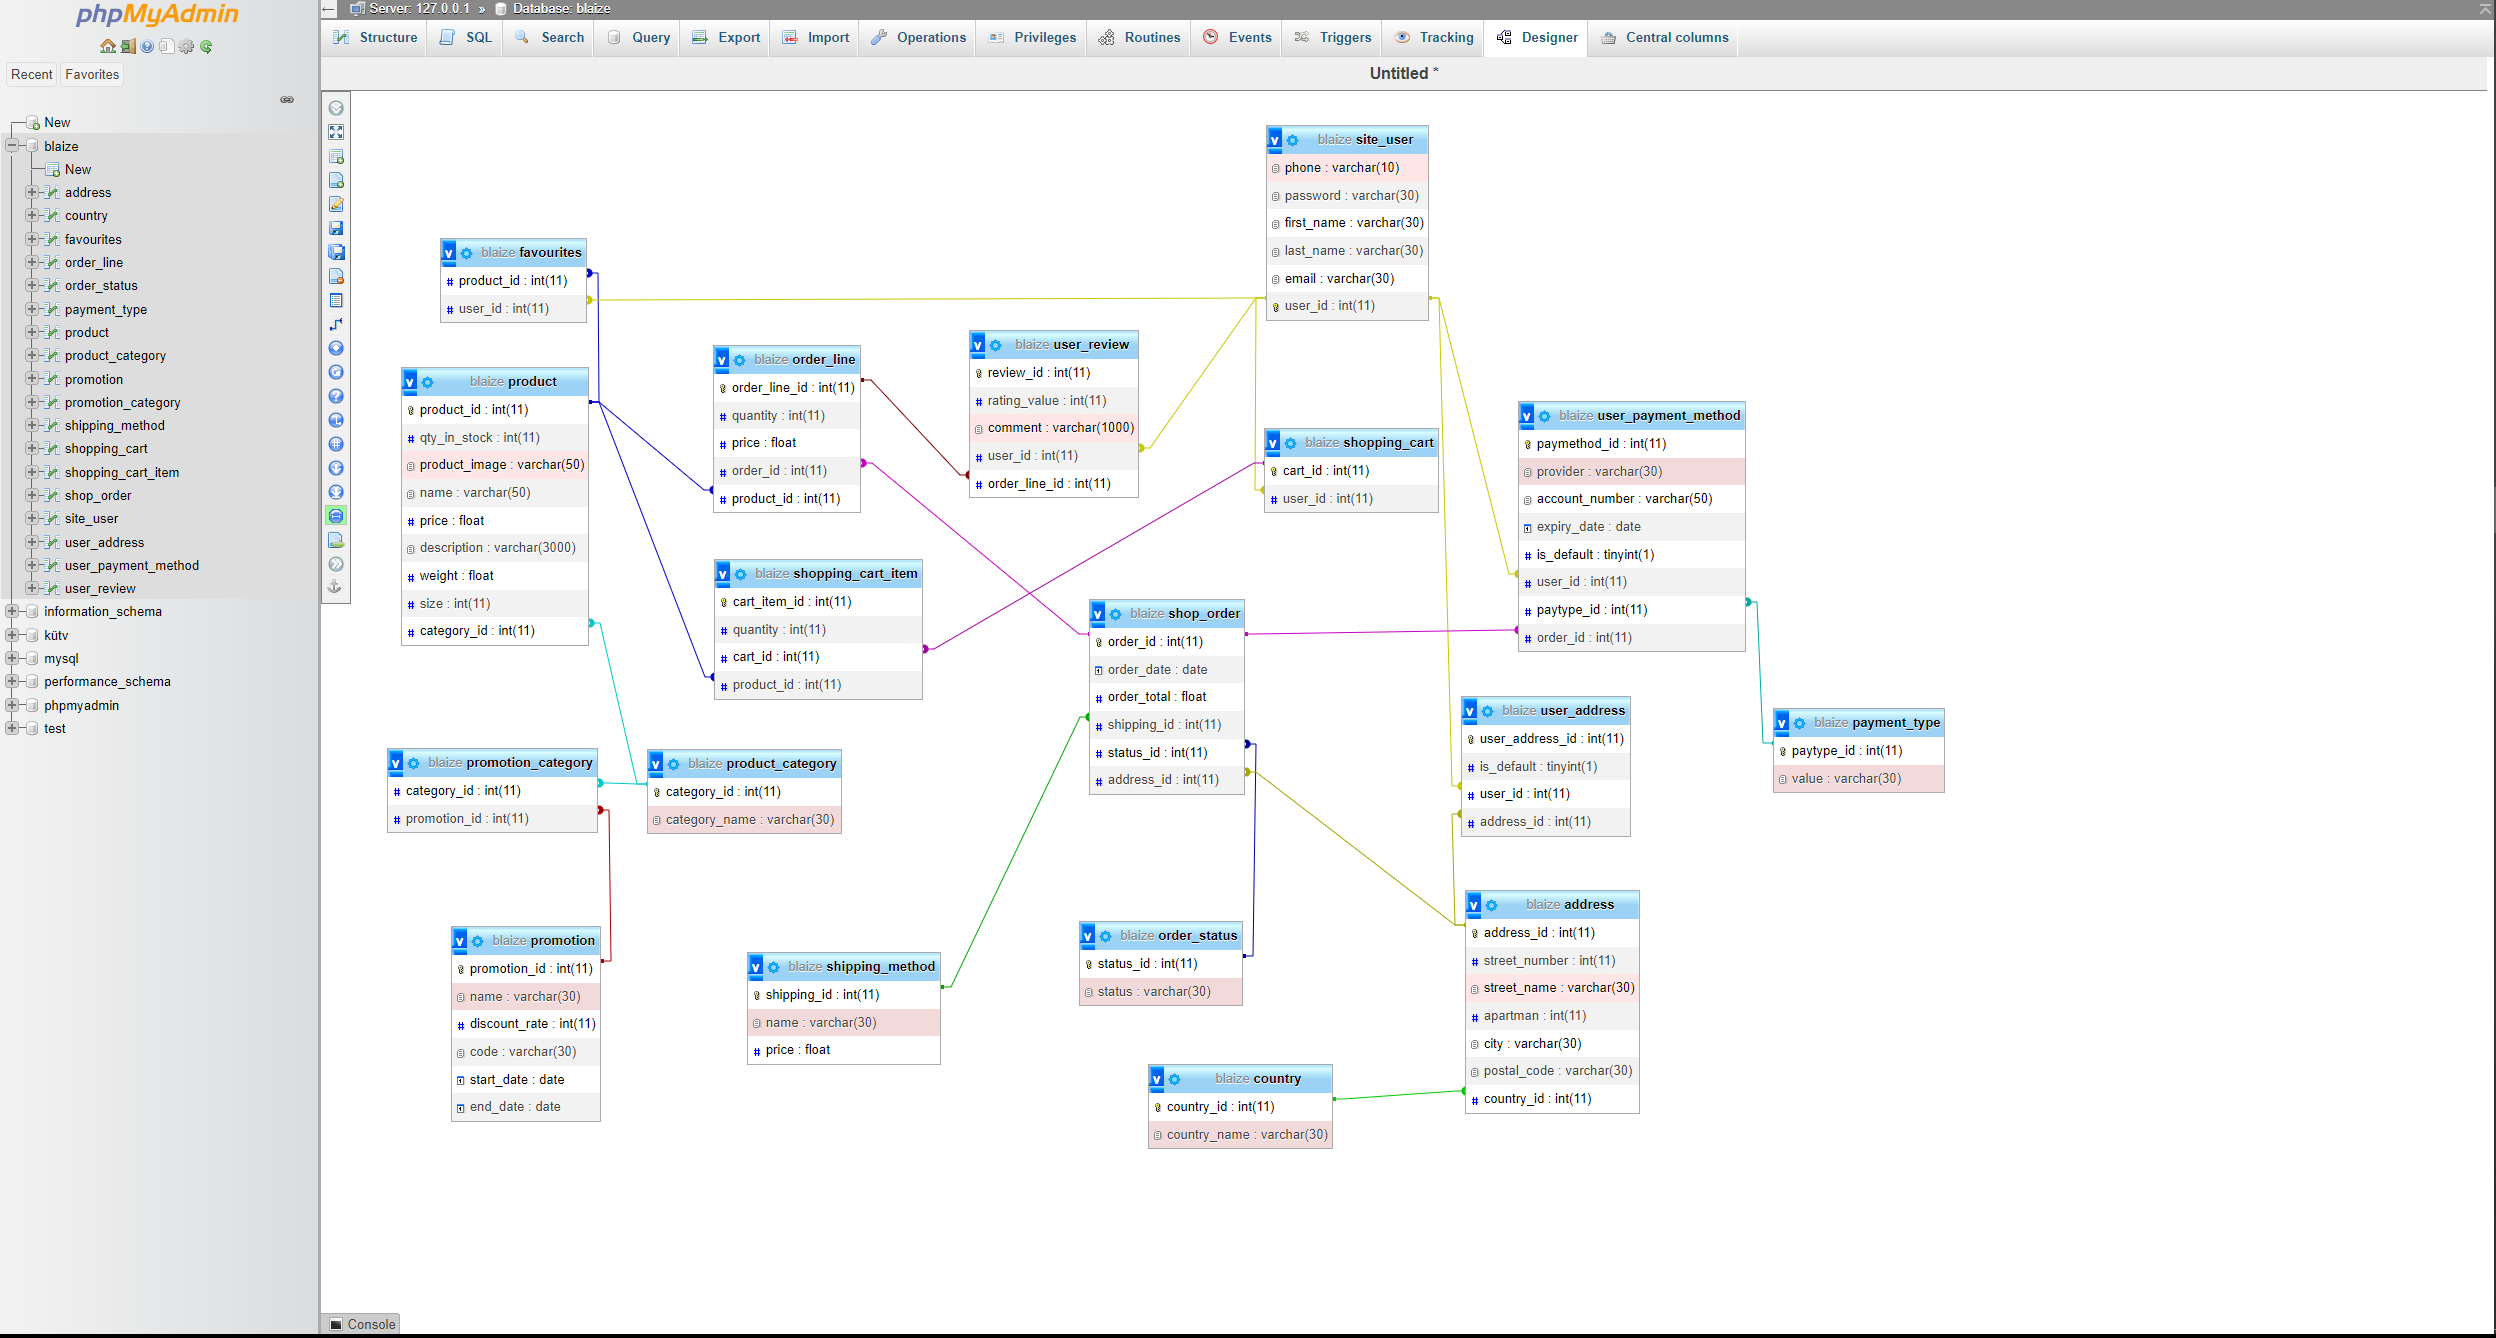 phpMyAdmin
Recent Favorites
New
blaize
New
address
country
favourites
order_line
order_status
payment_type
product
product_category
promotion
promotion_category
shipping_method
shopping_cart
shopping_cart_item
shop_order
site_user
user_address
user_payment_method
user_review
information_schema
kütv
mysql
performance_schema
phpmyadmin
test
Server: 127.0.0.1 » Database: blaize
Structure SQL Search Query Export Import Operations Privileges Routines Events Triggers Tracking Designer Central columns
Untitled *
blaize site_user
phone : varchar(10)
password : varchar(30)
first_name : varchar(30)
last_name : varchar(30)
email : varchar(30)
user_id : int(11)
blaize favourites
product_id : int(11)
user_id : int(11)
blaize order_line
order_line_id : int(11)
quantity : int(11)
price : float
order_id : int(11)
product_id : int(11)
blaize user_review
review_id : int(11)
rating_value : int(11)
comment : varchar(1000)
user_id : int(11)
order_line_id : int(11)
blaize product
product_id : int(11)
qty_in_stock : int(11)
product_image : varchar(50)
name : varchar(50)
price : float
description : varchar(3000)
weight : float
size : int(11)
category_id : int(11)
blaize shopping_cart
cart_id : int(11)
user_id : int(11)
blaize user_payment_method
paymethod_id : int(11)
provider : varchar(30)
account_number : varchar(50)
expiry_date : date
is_default : tinyint(1)
user_id : int(11)
paytype_id : int(11)
order_id : int(11)
blaize shopping_cart_item
cart_item_id : int(11)
quantity : int(11)
cart_id : int(11)
product_id : int(11)
blaize shop_order
order_id : int(11)
order_date : date
order_total : float
shipping_id : int(11)
status_id : int(11)
address_id : int(11)
blaize user_address
user_address_id : int(11)
is_default : tinyint(1)
user_id : int(11)
address_id : int(11)
blaize payment_type
paytype_id : int(11)
value : varchar(30)
blaize promotion_category
category_id : int(11)
promotion_id : int(11)
blaize product_category
category_id : int(11)
category_name : varchar(30)
blaize promotion
promotion_id : int(11)
name : varchar(30)
discount_rate : int(11)
code : varchar(30)
start_date : date
end_date : date
blaize shipping_method
shipping_id : int(11)
name : varchar(30)
price : float
blaize order_status
status_id : int(11)
status : varchar(30)
blaize address
address_id : int(11)
street_number : int(11)
street_name : varchar(30)
apartman : int(11)
city : varchar(30)
postal_code : varchar(30)
country_id : int(11)
blaize country
country_id : int(11)
country_name : varchar(30)
Console